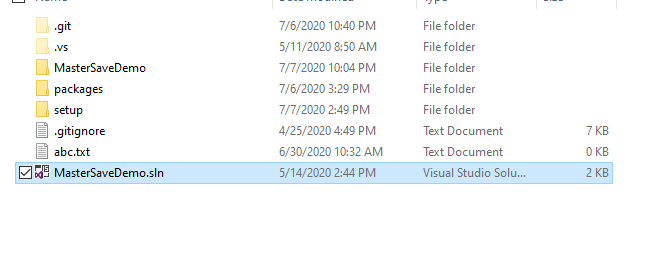 Name Date modified Type Size
.git 7/6/2020 10:40 PM File folder
.vs 5/11/2020 8:50 AM File folder
MasterSaveDemo 7/7/2020 10:04 PM File folder
packages 7/6/2020 3:29 PM File folder
setup 7/7/2020 2:49 PM File folder
.gitignore 4/25/2020 4:49 PM Text Document 7 KB
abc.txt 6/30/2020 10:32 AM Text Document 0 KB
MasterSaveDemo.sln 5/14/2020 2:44 PM Visual Studio Solu... 2 KB